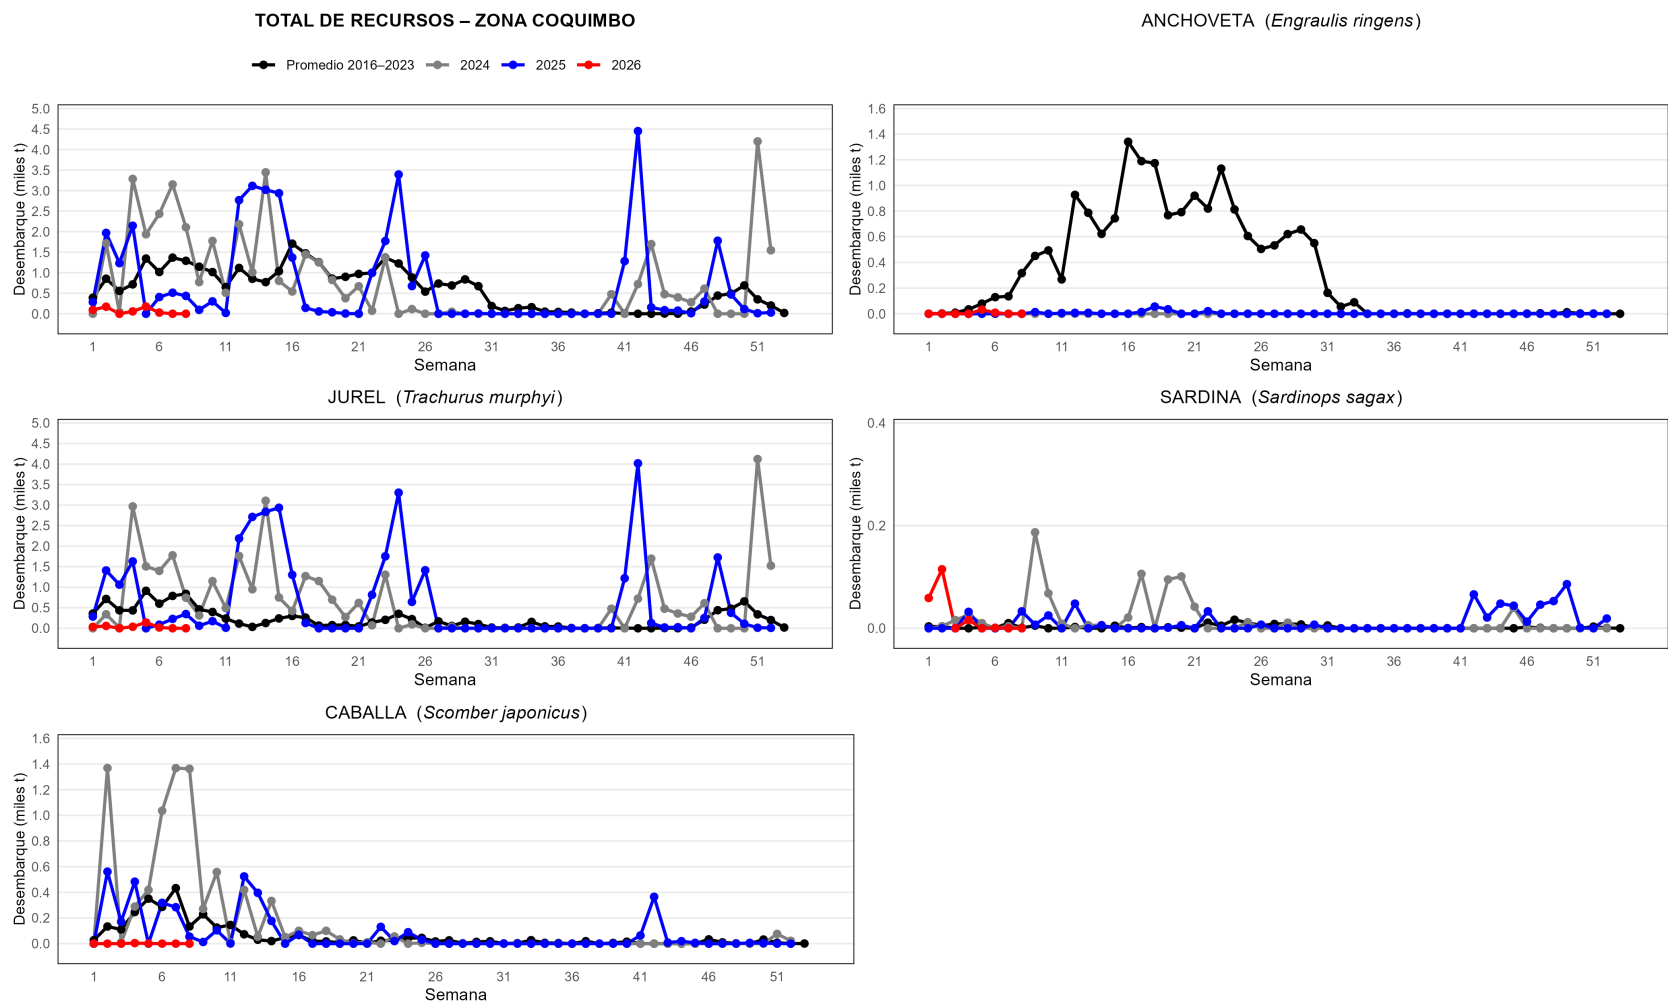 TOTAL DE RECURSOS – ZONA COQUIMBO
Promedio 2016–2023 2024 2025 2026
Desembarque (miles t)
5.0
4.5
4.0
3.5
3.0
2.5
2.0
1.5
1.0
0.5
0.0
1 6 11 16 21 26 31 36 41 46 51
Semana
ANCHOVETA (Engraulis ringens)
Desembarque (miles t)
1.6
1.4
1.2
1.0
0.8
0.6
0.4
0.2
0.0
1 6 11 16 21 26 31 36 41 46 51
Semana
JUREL (Trachurus murphyi)
Desembarque (miles t)
5.0
4.5
4.0
3.5
3.0
2.5
2.0
1.5
1.0
0.5
0.0
1 6 11 16 21 26 31 36 41 46 51
Semana
SARDINA (Sardinops sagax)
Desembarque (miles t)
0.4
0.2
0.0
1 6 11 16 21 26 31 36 41 46 51
Semana
CABALLA (Scomber japonicus)
Desembarque (miles t)
1.6
1.4
1.2
1.0
0.8
0.6
0.4
0.2
0.0
1 6 11 16 21 26 31 36 41 46 51
Semana